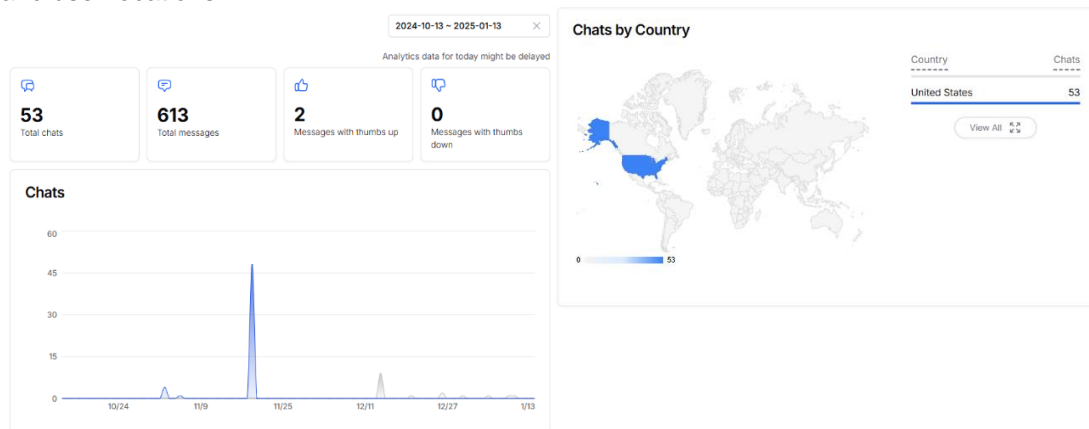 2024-10-13 ~ 2025-01-13
Analytics data for today might be delayed
53
Total chats
613
Total messages
2
Messages with thumbs up
0
Messages with thumbs
down
Chats
60
45
30
15
0
10/24 11/9 11/25 12/11 12/27 1/13
Chats by Country
Country Chats
United States 53
View All
0 53